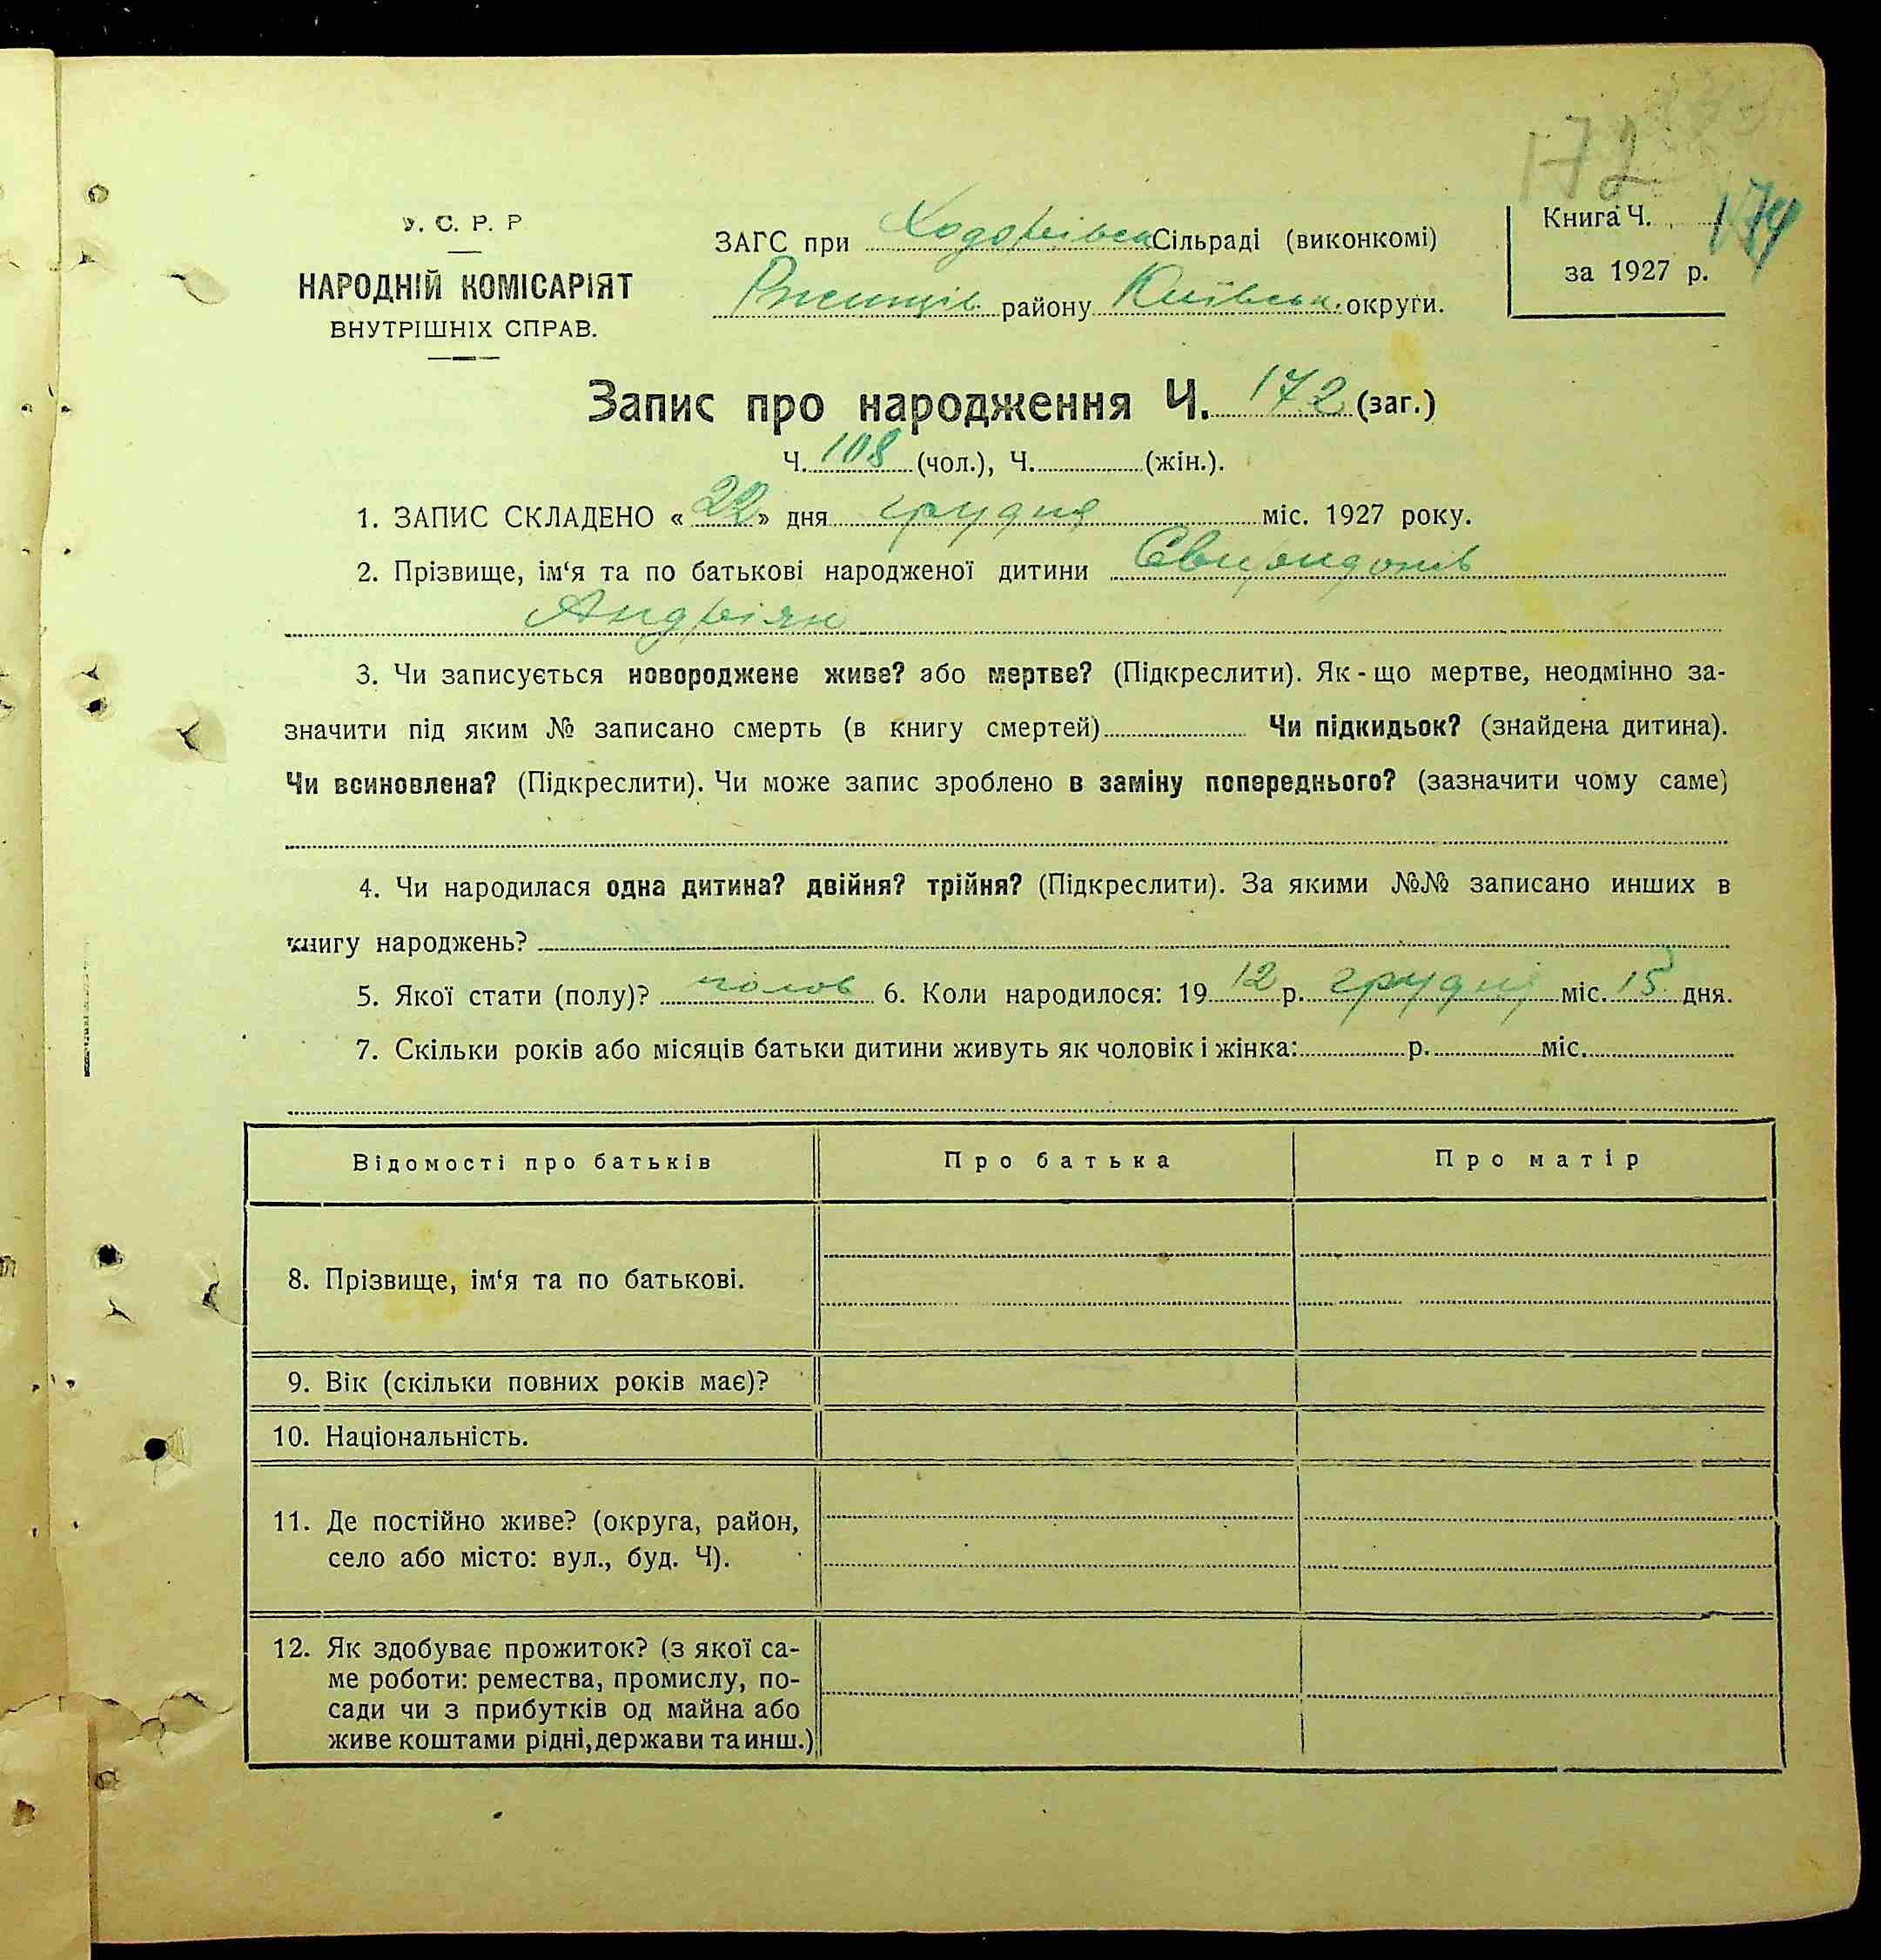 У. С. Р. Р
НАРОДНІЙ КОМІСАРІЯТ
ВНУТРІШНІХ СПРАВ.
ЗАГС при Ходорівськ Сільраді (виконкомі)
Ржищів. району Київськ. округи.
172
Книга Ч. 174
за 1927 р.
Запис про народження Ч. 172 (заг.)
Ч. 108 (чол.), Ч. (жін.).
1. ЗАПИС СКЛАДЕНО «22» дня грудня міс. 1927 року.
2. Прізвище, ім‘я та по батькові народженої дитини
Андріян
3. Чи записується новороджене живе? або мертве? (Підкреслити). Як-що мертве, неодмінно за-
значити під яким № записано смерть (в книгу смертей) Чи підкидьок? (знайдена дитина).
Чи всиновлена? (Підкреслити). Чи може запис зроблено в заміну попереднього? (зазначити чому саме)
4. Чи народилася одна дитина? двійня? трійня? (Підкреслити). За якими №№ записано инших в
книгу народжень?
5. Якої стати (полу)? чолов 6. Коли народилося: 1912 р. грудня міс. 15 дня.
7. Скільки років або місяців батьки дитини живуть як чоловік і жінка: р. міс.
Відомості про батьків Про батька Про матір
8. Прізвище, ім‘я та по батькові.
9. Вік (скільки повних років має)?
10. Національність.
11. Де постійно живе? (округа, район,
село або місто: вул., буд. Ч).
12. Як здобуває прожиток? (з якої са-
ме роботи: ремества, промислу, по-
сади чи з прибутків од майна або
живе коштами рідні, держави та инш.)